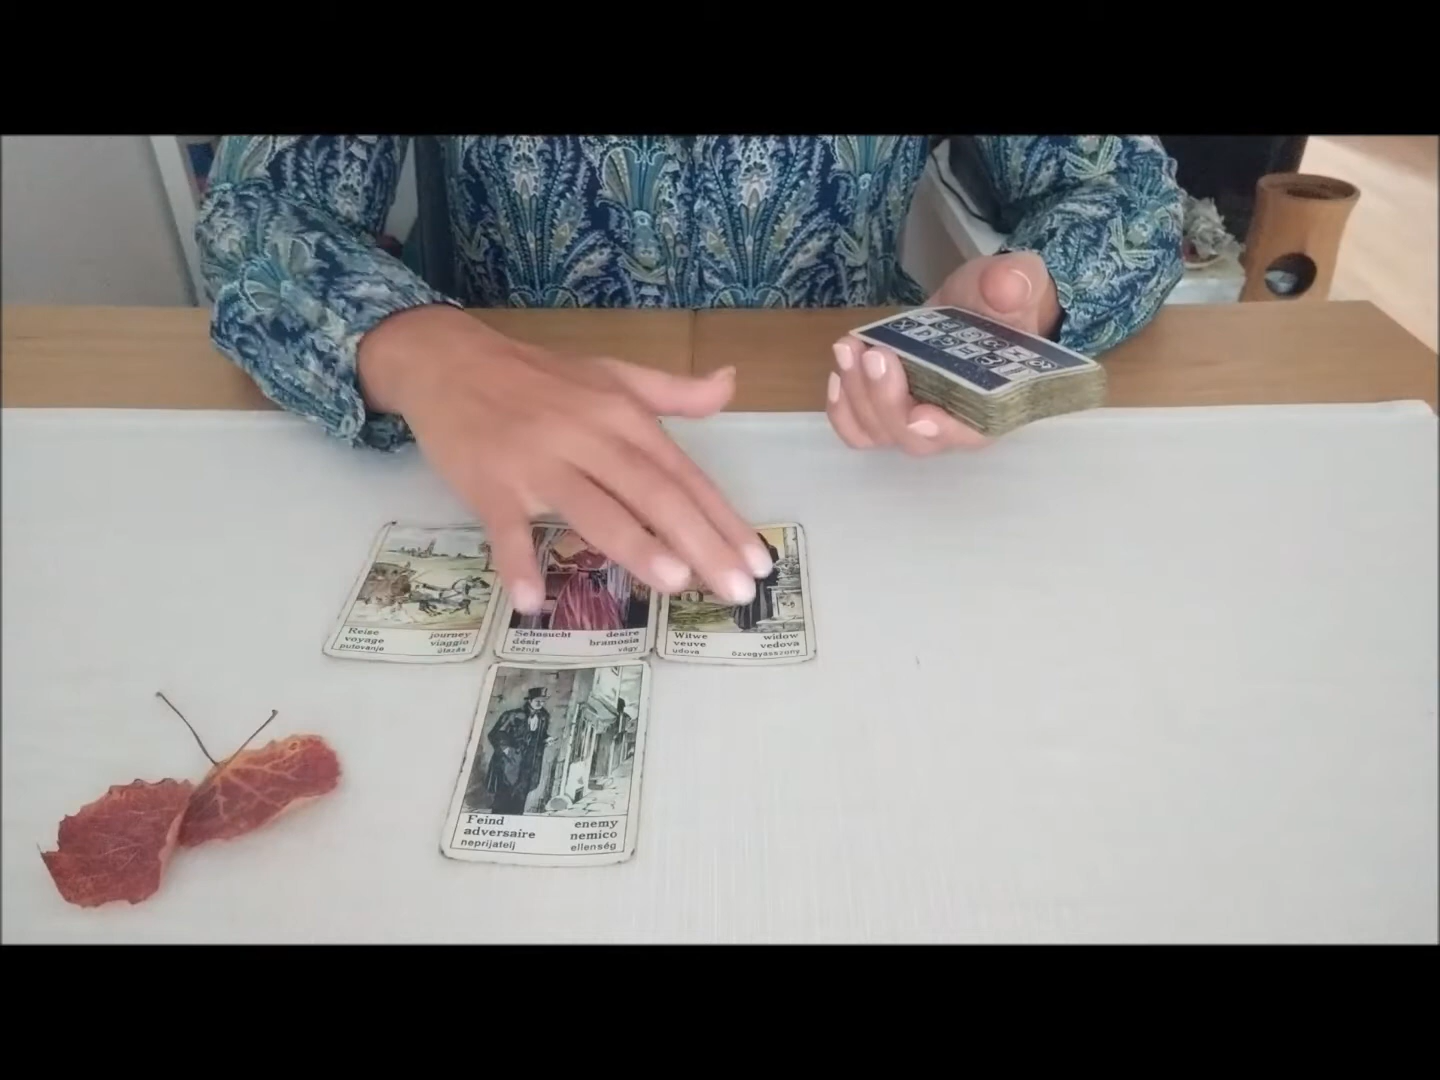 Reise journey
voyage viaggio
putovanje útazás
Sehnsucht desire
désir bramosia
čežnja vágy
Witwe widow
veuve vedova
udova özvegyasszony
Feind enemy
adversaire nemico
neprijatelj ellenség